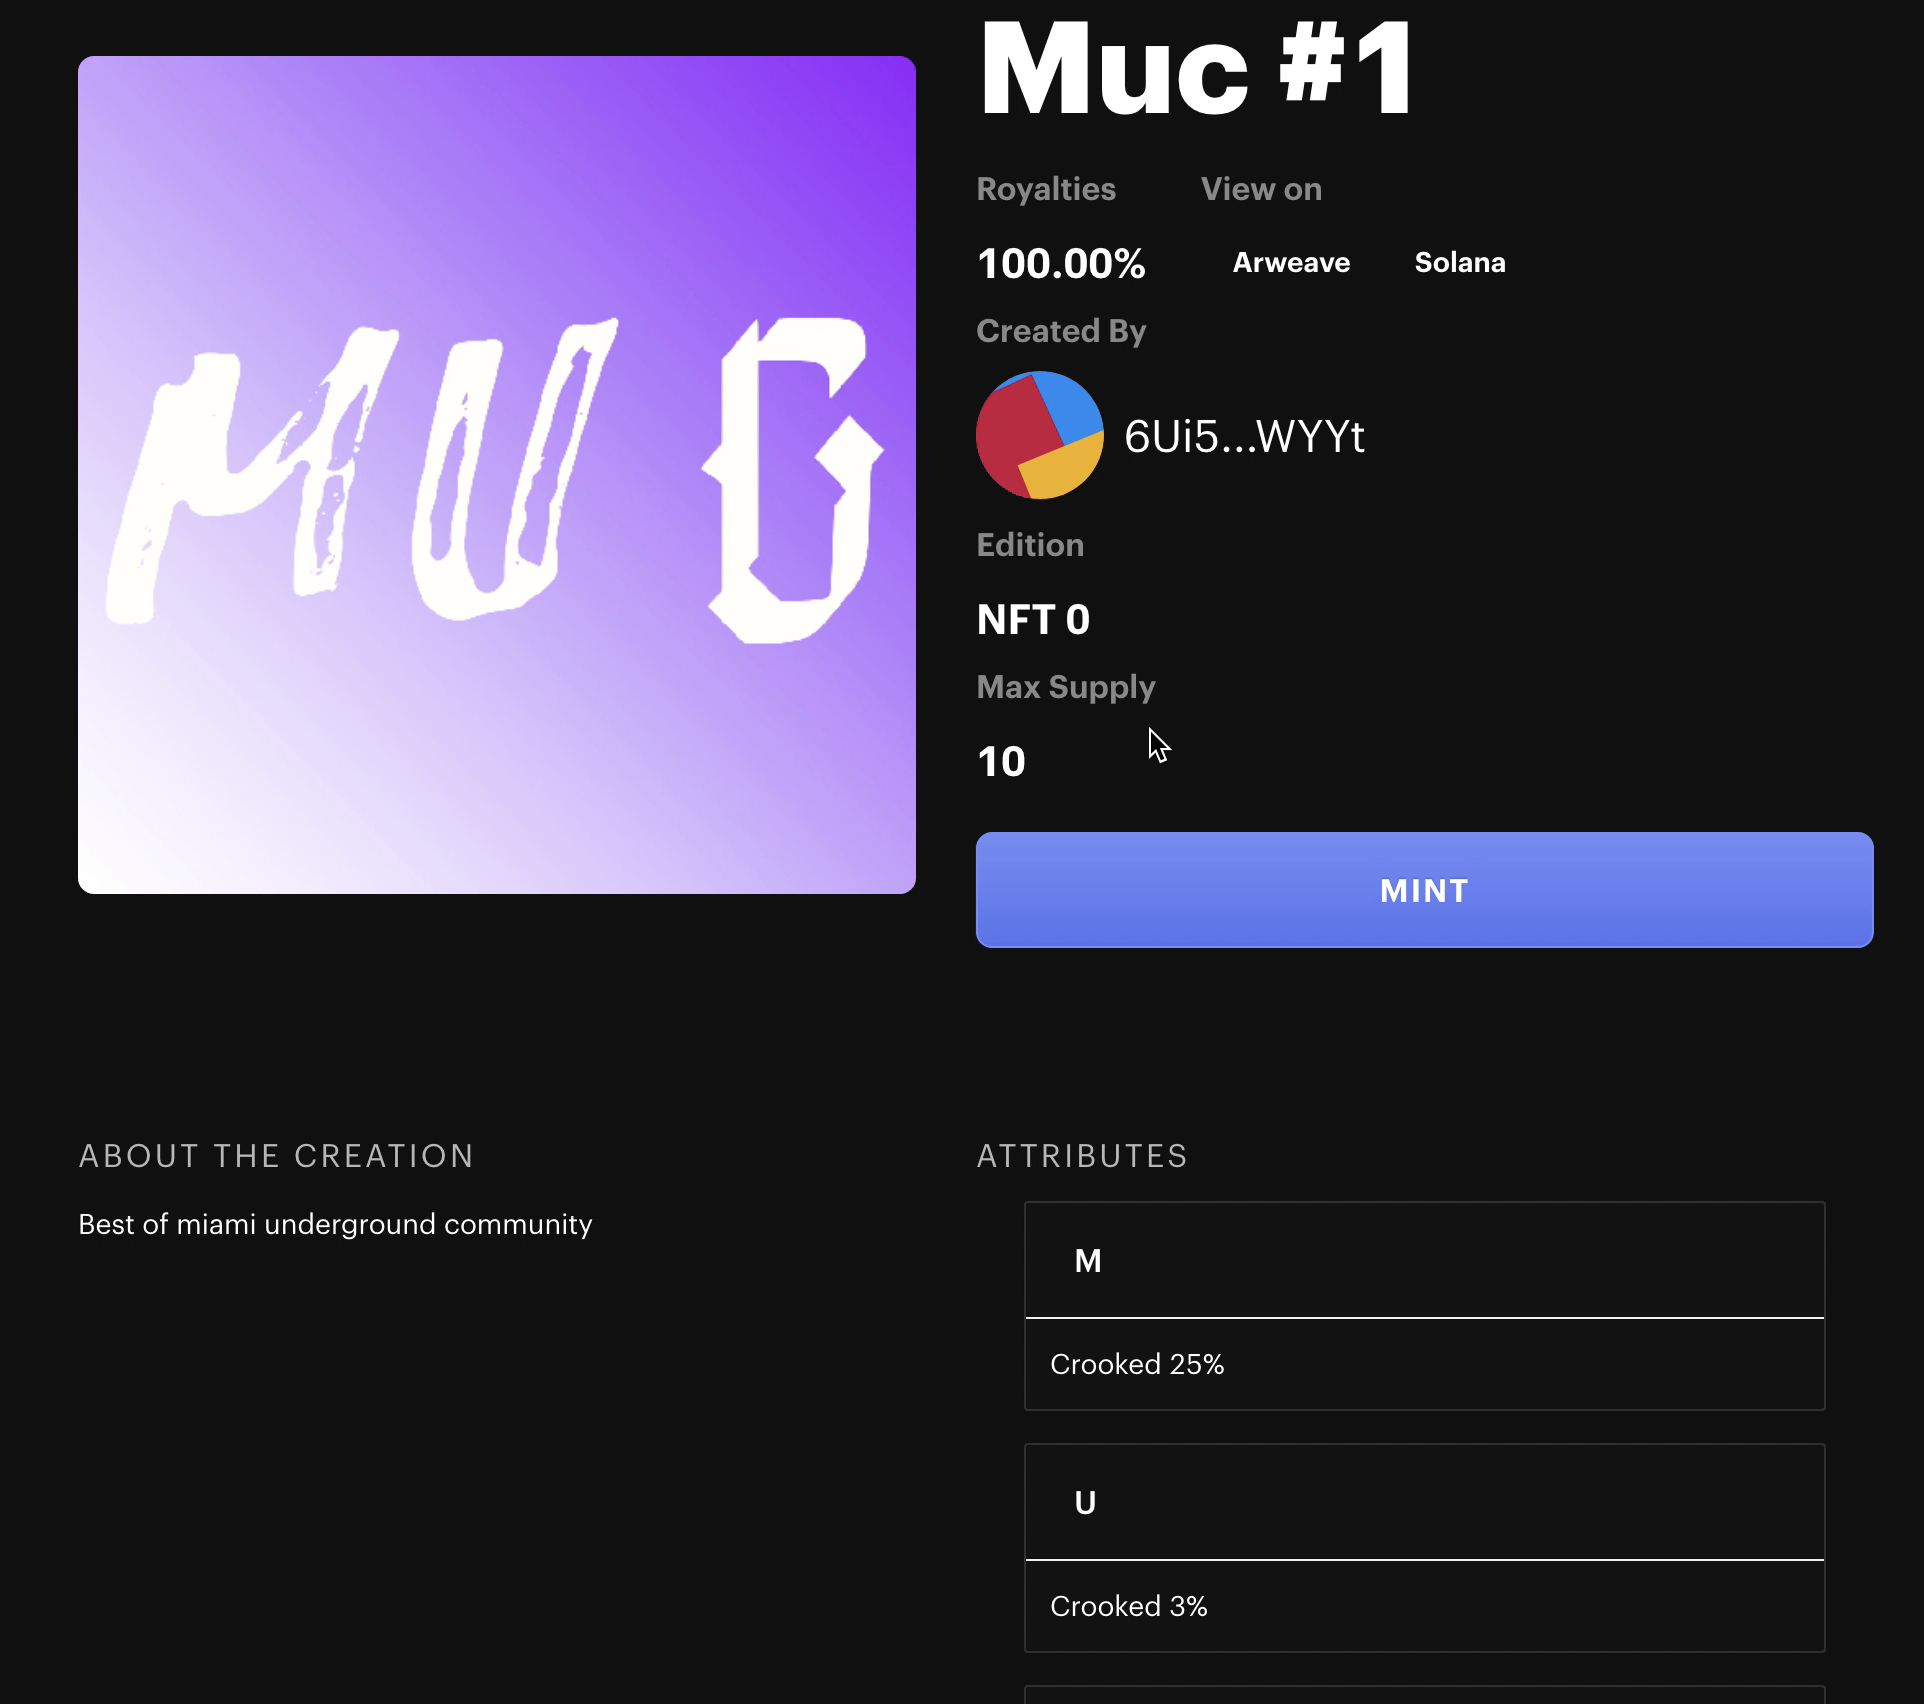 Muc #1
MU G
Royalties
View on
100.00%
Arweave
Solana
Created By
6Ui5...WYYt
Edition
NFT 0
Max Supply
10
MINT
ABOUT THE CREATION
Best of miami underground community
ATTRIBUTES
M
Crooked 25%
U
Crooked 3%